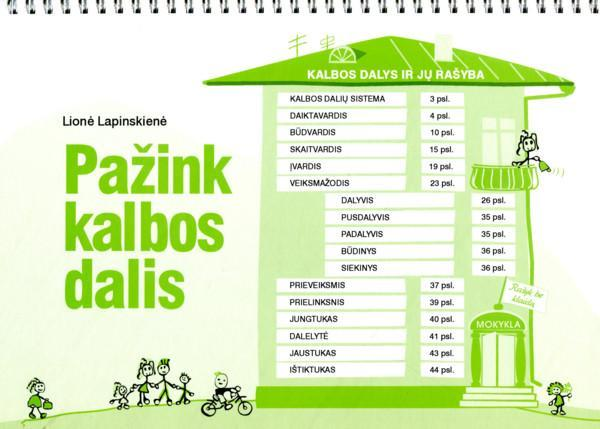 Lionė Lapinskienė
Pažink
kalbos
dalis
KALBOS DALYS IR JŲ RAŠYBA
KALBOS DALIŲ SISTEMA 3 psl.
DAIKTAVARDIS 4 psl.
BŪDVARDIS 10 psl.
SKAITVARDIS 15 psl.
ĮVARDIS 19 psl.
VEIKSMAŽODIS 23 psl.
DALYVIS 26 psl.
PUSDALYVIS 35 psl.
PADALYVIS 35 psl.
BŪDINYS 36 psl.
SIEKINYS 36 psl.
PRIEVEIKSMIS 37 psl.
PRIELINKSNIS 39 psl.
JUNGTUKAS 40 psl.
DALELYTĖ 41 psl.
JAUSTUKAS 43 psl.
IŠTIKTUKAS 44 psl.
Rašyk be
klaidų
MOKYKLA